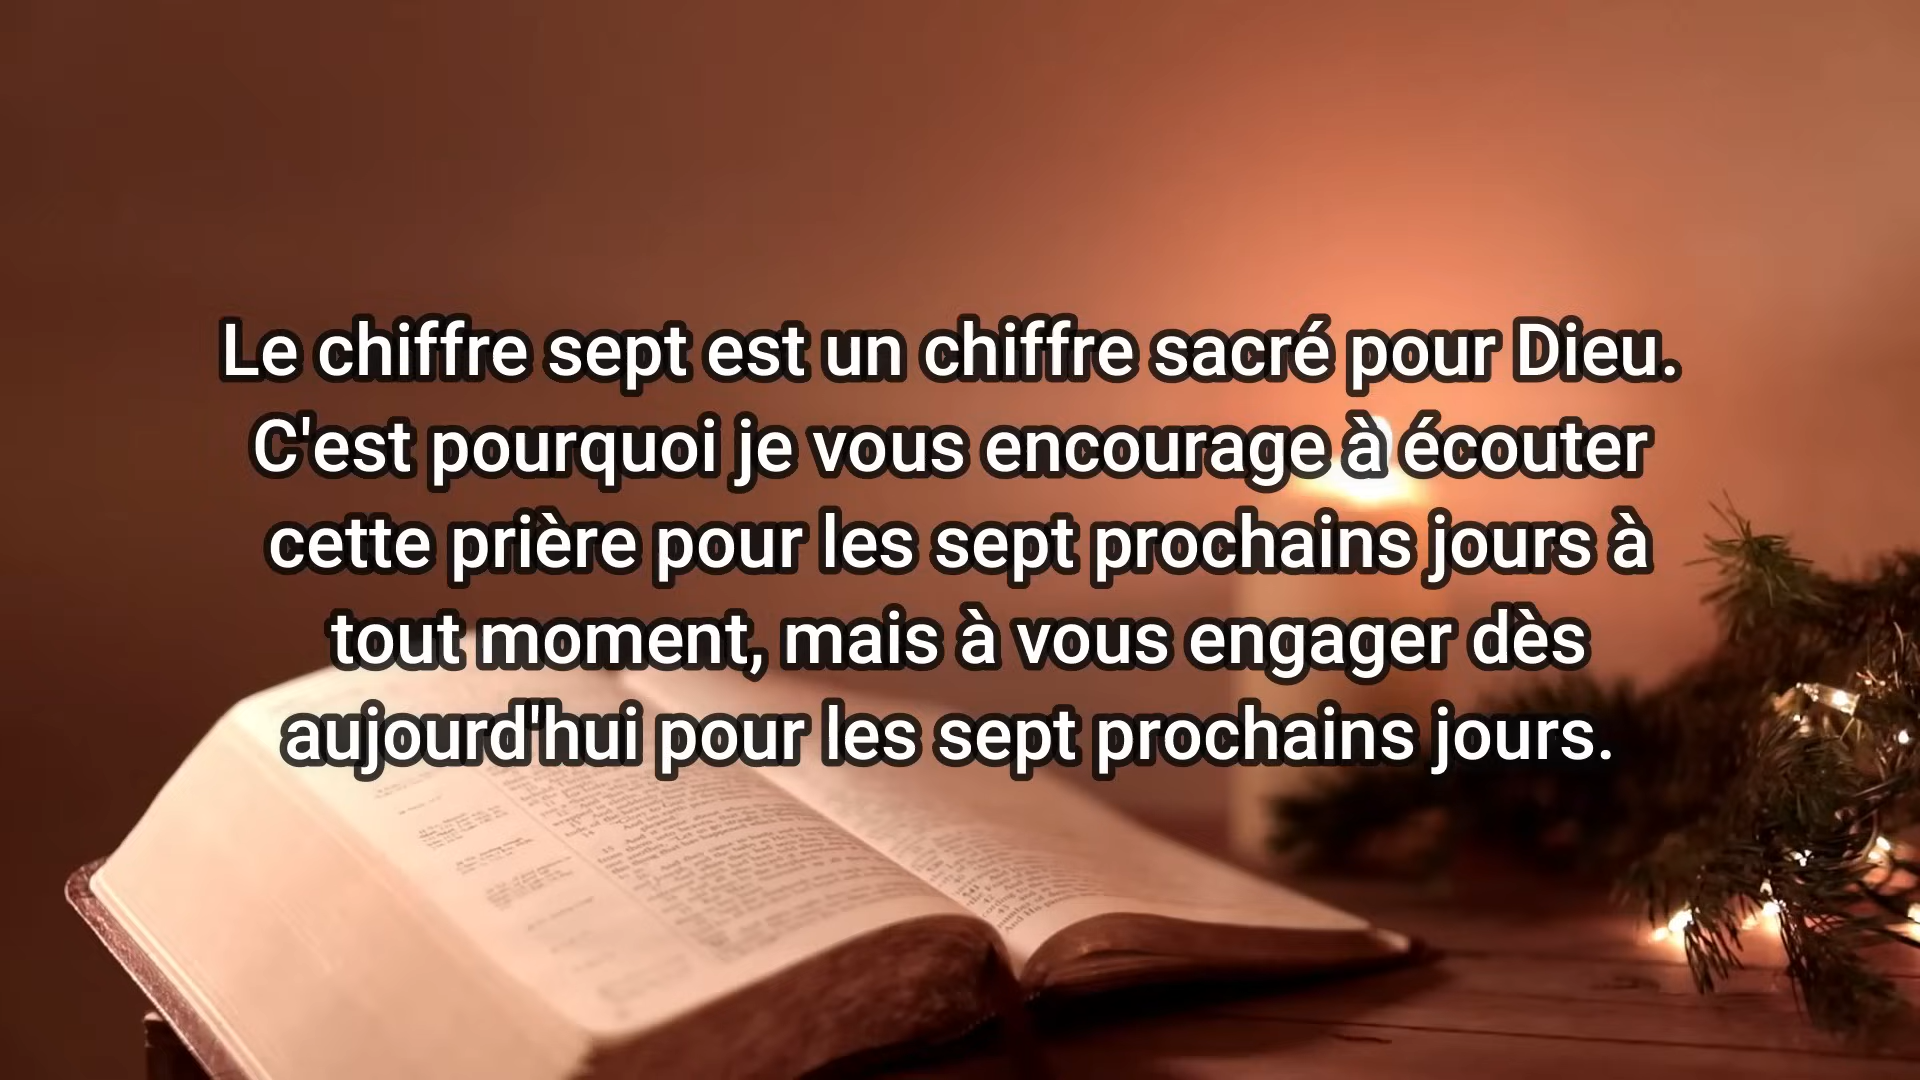 Le chiffre sept est un chiffre sacré pour Dieu.
C'est pourquoi je vous encourage à écouter
cette prière pour les sept prochains jours à
tout moment, mais à vous engager dès
aujourd'hui pour les sept prochains jours.